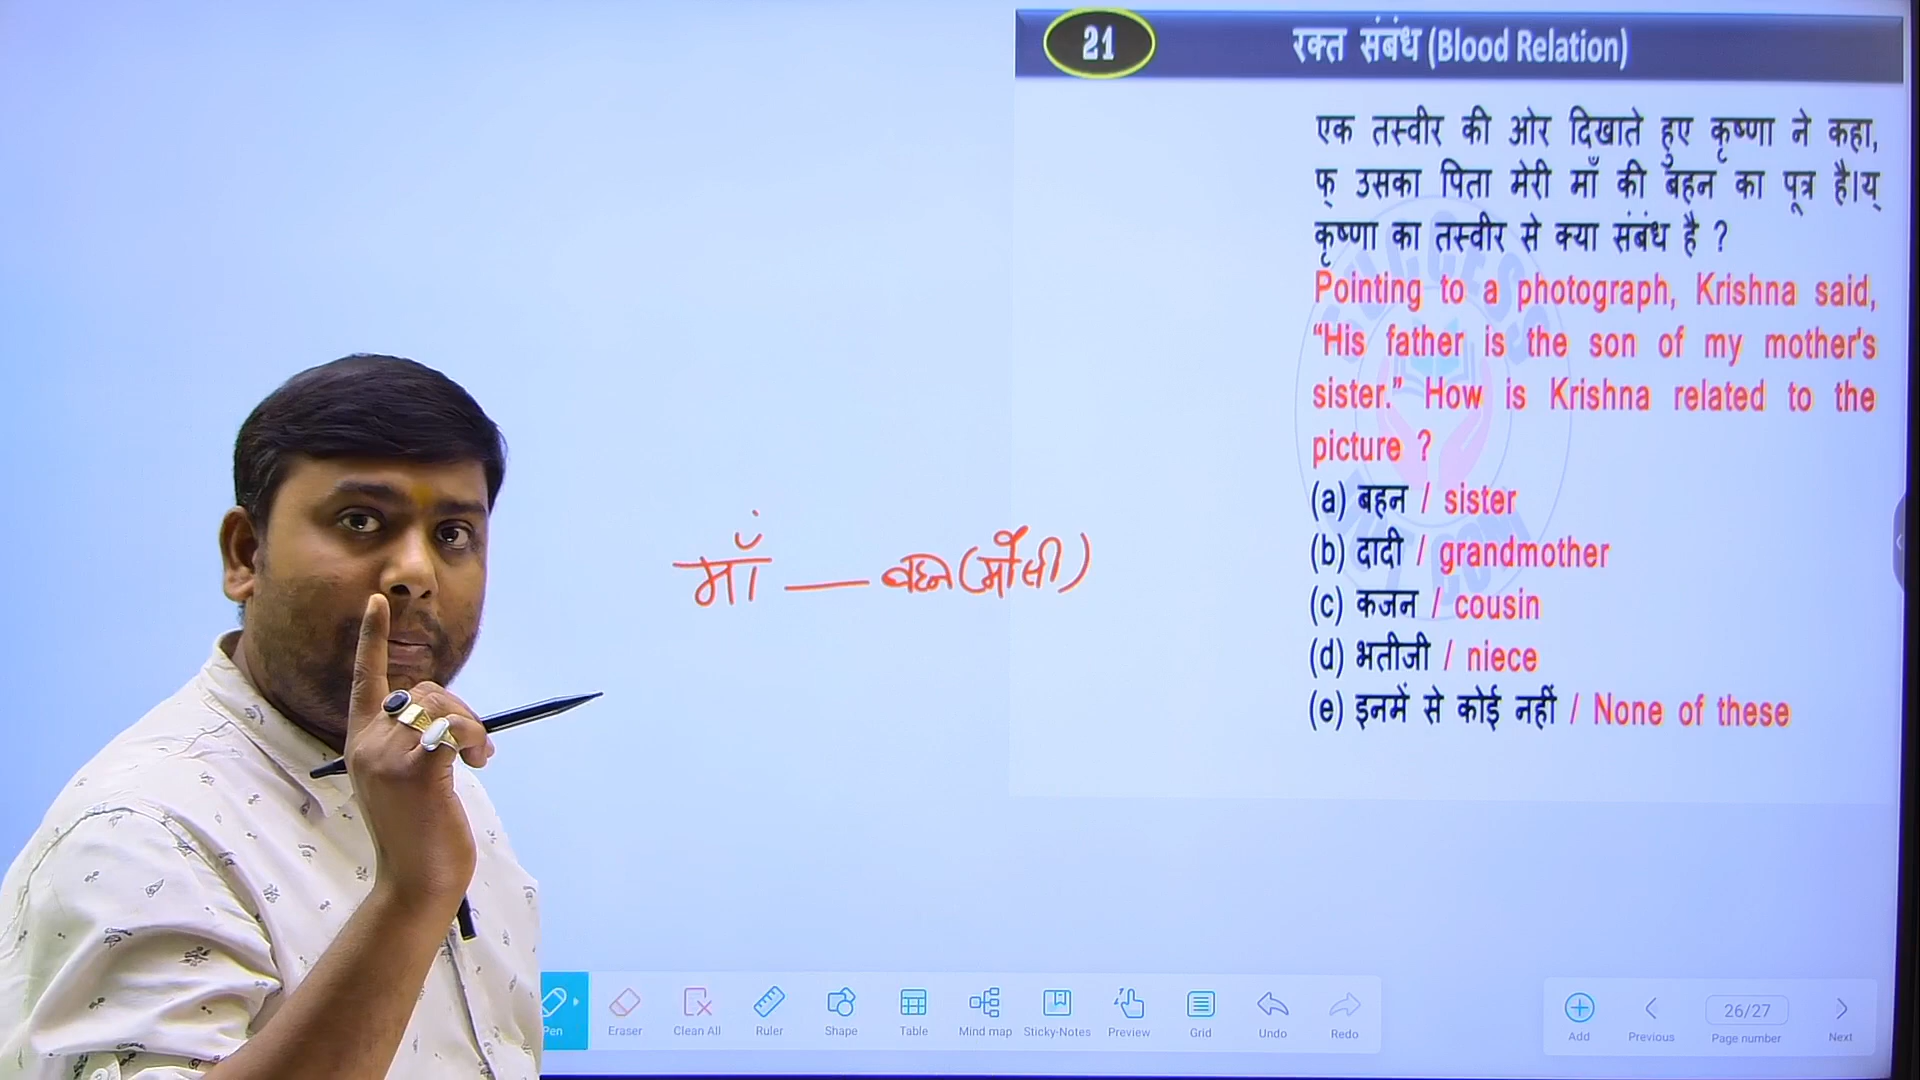 21
रक्त संबंध (Blood Relation)
एक तस्वीर की ओर दिखाते हुए कृष्णा ने कहा,
फ् उसका पिता मेरी माँ की बहन का पूत्र है।य्
कृष्णा का तस्वीर से क्या संबंध है ?
Pointing to a photograph, Krishna said,
“His father is the son of my mother's
sister.” How is Krishna related to the
picture ?
(a) बहन / sister
(b) दादी / grandmother
(c) कजन / cousin
(d) भतीजी / niece
(e) इनमें से कोई नहीं / None of these
माँ — बहन (मौसी)
Pen Eraser Clean All Ruler Shape Table Mind map Sticky-Notes Preview Grid Undo Redo
Add Previous 26/27 Page number Next